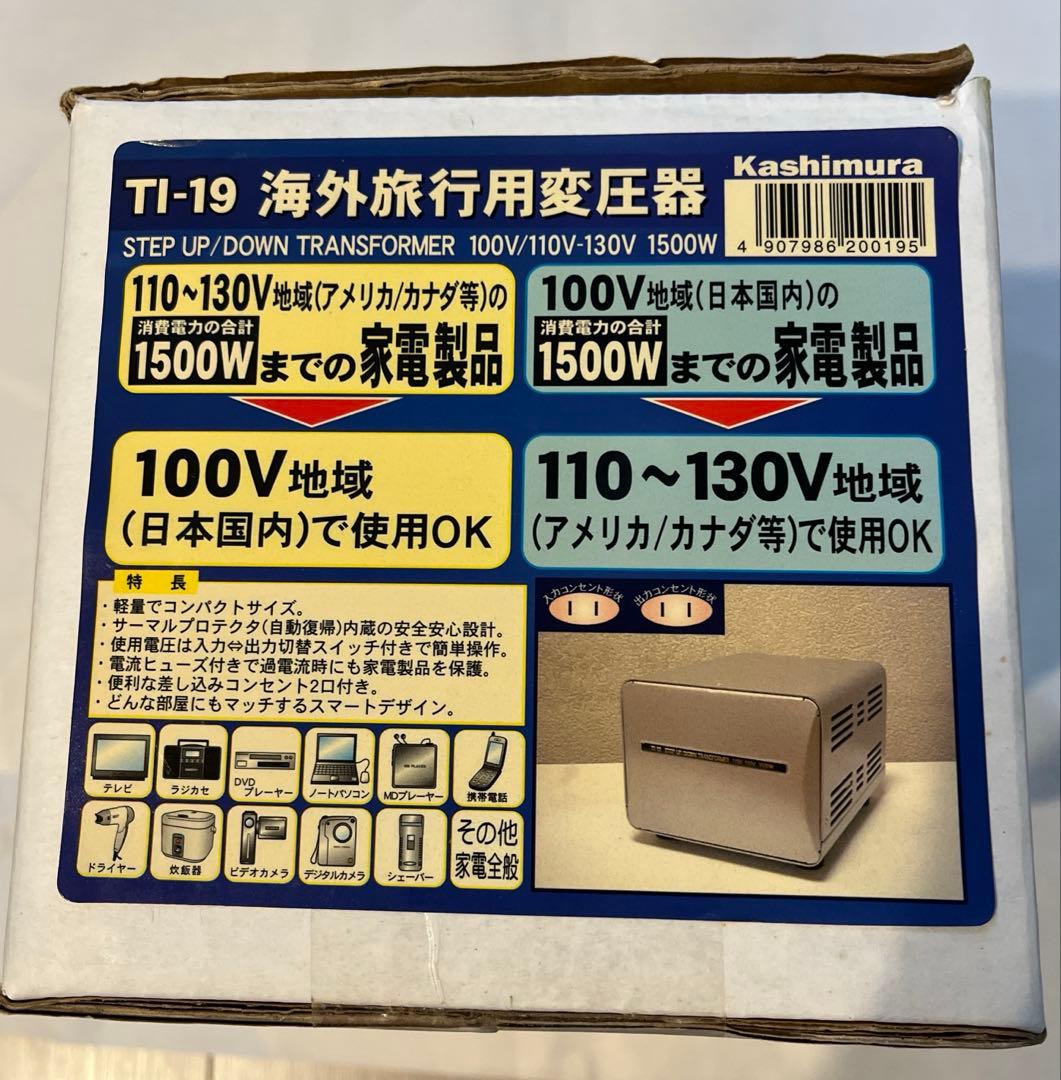 Kashimura
TI-19 海外旅行用変圧器
STEP UP/DOWN TRANSFORMER 100V/110V-130V 1500W
4 907986 200195
110~130V地域(アメリカ/カナダ等)の
消費電力の合計
1500Wまでの家電製品
100V地域(日本国内)の
消費電力の合計
1500Wまでの家電製品
100V地域
(日本国内)で使用OK
110~130V地域
(アメリカ/カナダ等)で使用OK
特 長
・軽量でコンパクトサイズ。
・サーマルプロテクタ(自動復帰)内蔵の安全安心設計。
・使用電圧は入力⇔出力切替スイッチ付きで簡単操作。
・電流ヒューズ付きで過電流時にも家電製品を保護。
・便利な差し込みコンセント2口付き。
・どんな部屋にもマッチするスマートデザイン。
入力コンセント形状
出力コンセント形状
テレビ
ラジカセ
DVD
プレーヤー
ノートパソコン
MDプレーヤー
携帯電話
ドライヤー
炊飯器
ビデオカメラ
デジタルカメラ
シェーバー
その他
家電全般